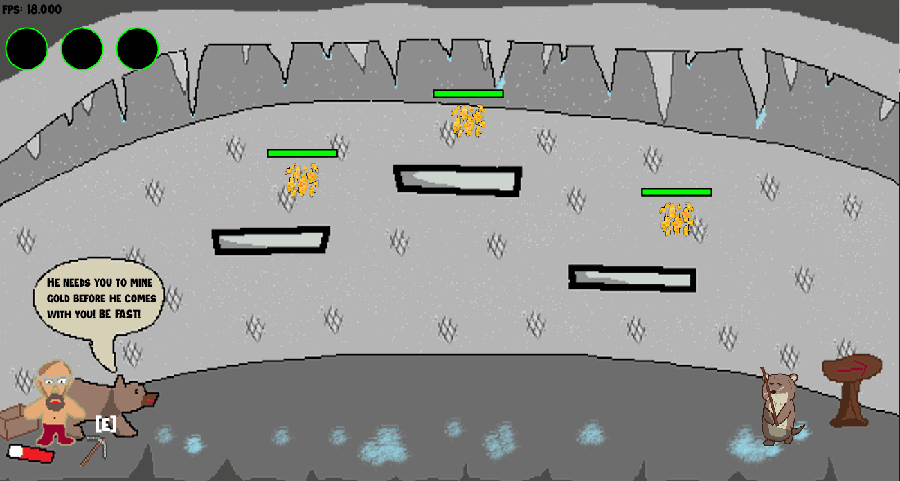 FPS: 18.000
HE NEEDS YOU TO MINE
GOLD BEFORE HE COMES
WITH YOU! BE FAST!
[E]